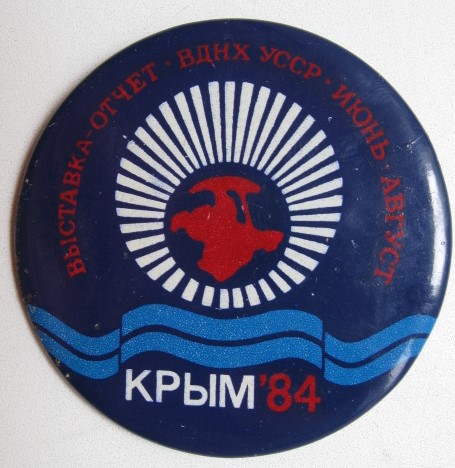 ВЫСТАВКА-ОТЧЕТ · ВДНХ УССР · ИЮНЬ · АВГУСТ
КРЫМ'84